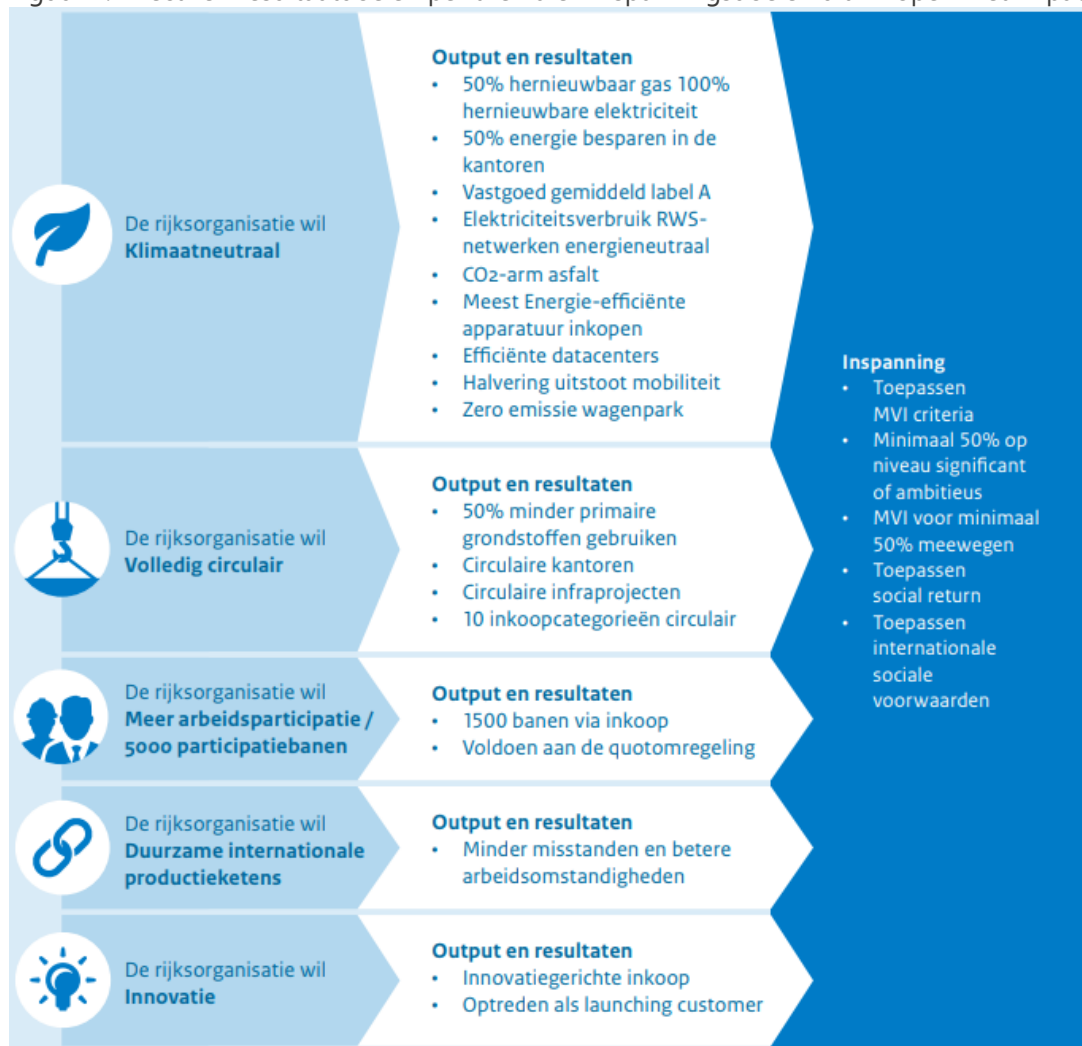 De rijksorganisatie wil
Klimaatneutraal
Output en resultaten
• 50% hernieuwbaar gas 100%
hernieuwbare elektriciteit
• 50% energie besparen in de
kantoren
• Vastgoed gemiddeld label A
• Elektriciteitsverbruik RWS-
netwerken energieneutraal
• CO2-arm asfalt
• Meest Energie-efficiënte
apparatuur inkopen
• Efficiënte datacenters
• Halvering uitstoot mobiliteit
• Zero emissie wagenpark
De rijksorganisatie wil
Volledig circulair
Output en resultaten
• 50% minder primaire
grondstoffen gebruiken
• Circulaire kantoren
• Circulaire infraprojecten
• 10 inkoopcategorieën circulair
De rijksorganisatie wil
Meer arbeidsparticipatie /
5000 participatiebanen
Output en resultaten
• 1500 banen via inkoop
• Voldoen aan de quotomregeling
De rijksorganisatie wil
Duurzame internationale
productieketens
Output en resultaten
• Minder misstanden en betere
arbeidsomstandigheden
De rijksorganisatie wil
Innovatie
Output en resultaten
• Innovatiegerichte inkoop
• Optreden als launching customer
Inspanning
• Toepassen
MVI criteria
• Minimaal 50% op
niveau significant
of ambitieus
• MVI voor minimaal
50% meewegen
• Toepassen
social return
• Toepassen
internationale
sociale
voorwaarden